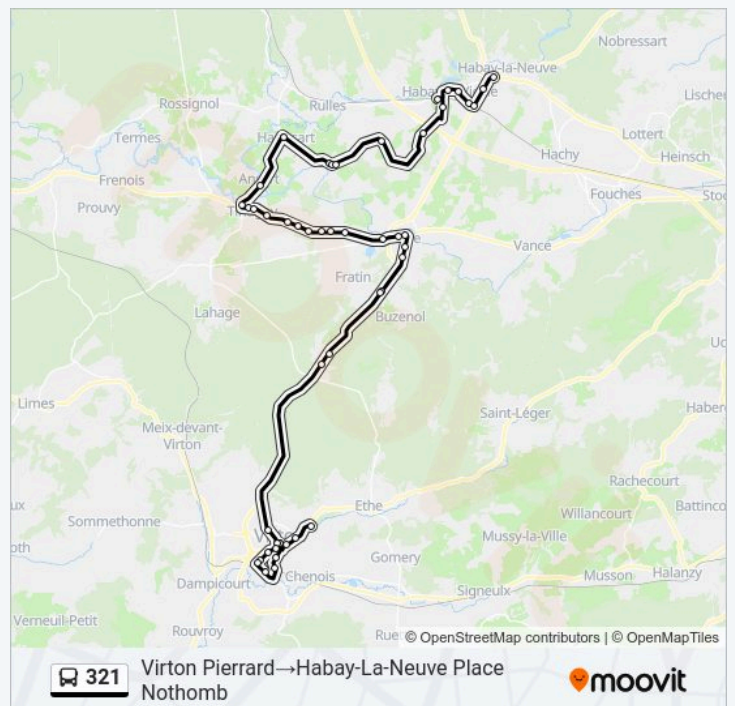 Nobressart
Habay-la-Neuve
Rossignol
Rulles
Termes
Lottert
Hachy
Heinsch
Frenois
Fouches
Prouvy
Vance
Fratin
Lahage
Buzenol
Limes
Saint-Léger
Meix-devant-
Virton
Rachecourt
Ethe
Willancourt
Sommethonne
Mussy-la-Ville
Gomery
Musson
Halanzy
Dampicourt
Chenois
Signeulx
Verneuil-Petit
Rouvroy
© OpenStreetMap contributors | © OpenMapTiles
321
Virton Pierrard→Habay-La-Neuve Place
Nothomb
moovit